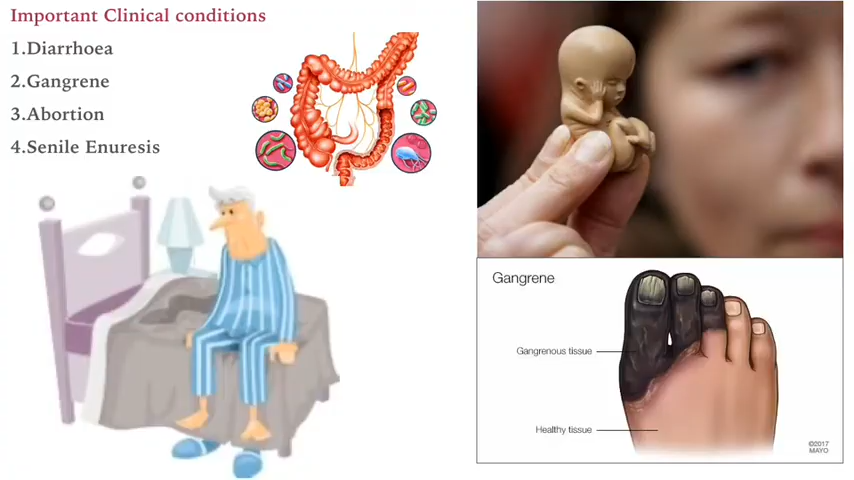 Important Clinical conditions
1.Diarrhoea
2.Gangrene
3.Abortion
4.Senile Enuresis
Gangrene
Gangrenous tissue
Healthy tissue
©2017
MAYO